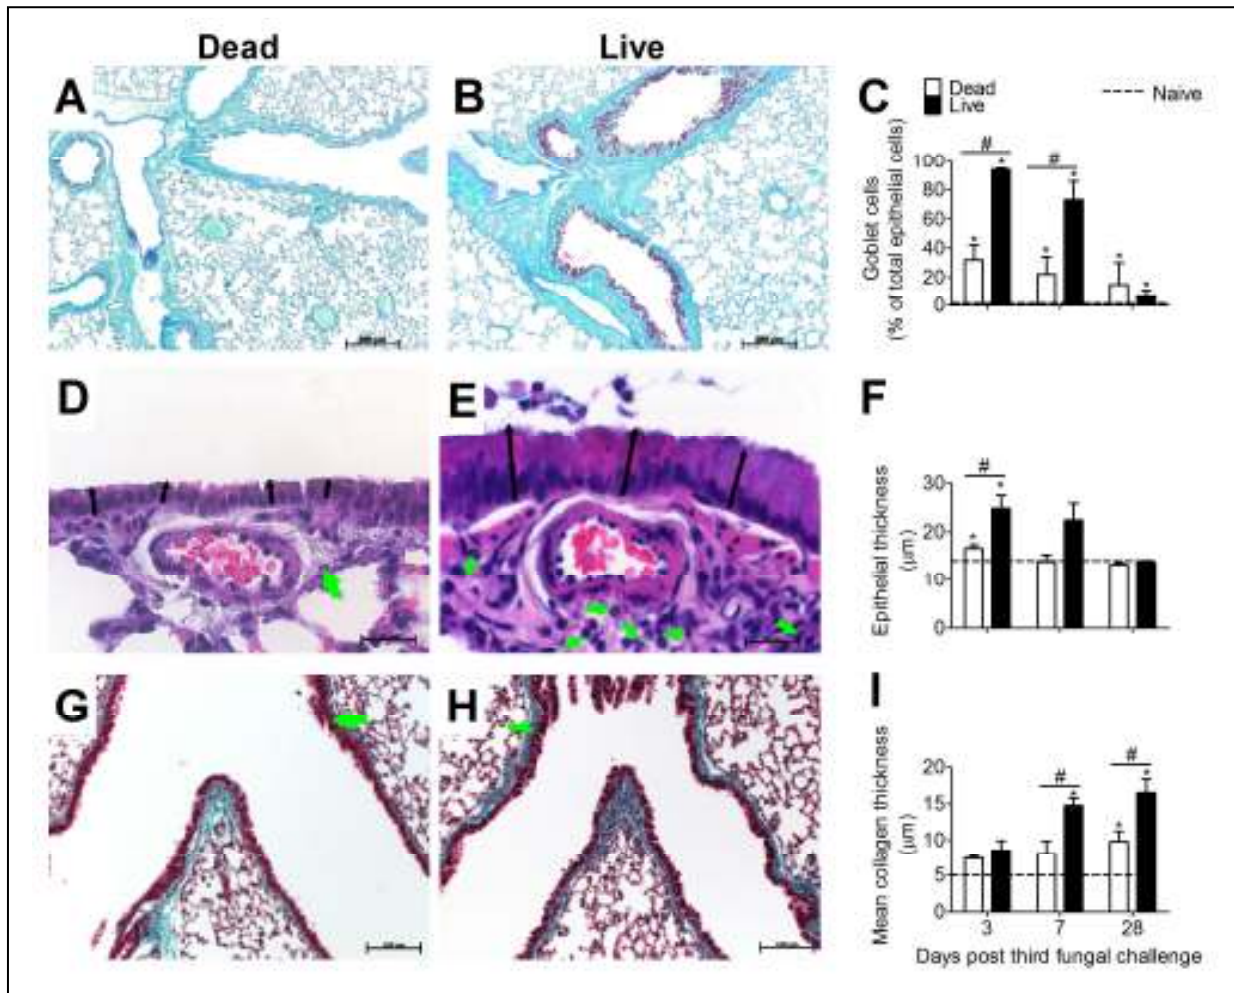 Dead
Live
A
B
C
Dead
Live
Naive
#
#
Goblet cells
(% of total epithelial cells)
100
80
60
40
20
0
*
*
*
*
*
*
D
E
F
#
Epithelial thickness
(µm)
30
20
10
0
*
*
G
H
I
#
#
Mean collagen thickness
(µm)
20
15
10
5
0
*
*
*
3
7
28
Days post third fungal challenge